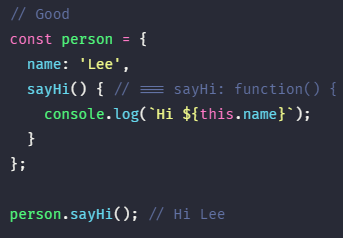 // Good
const person = {
  name: 'Lee',
  sayHi() { // === sayHi: function() {
    console.log(`Hi ${this.name}`);
  }
};

person.sayHi(); // Hi Lee